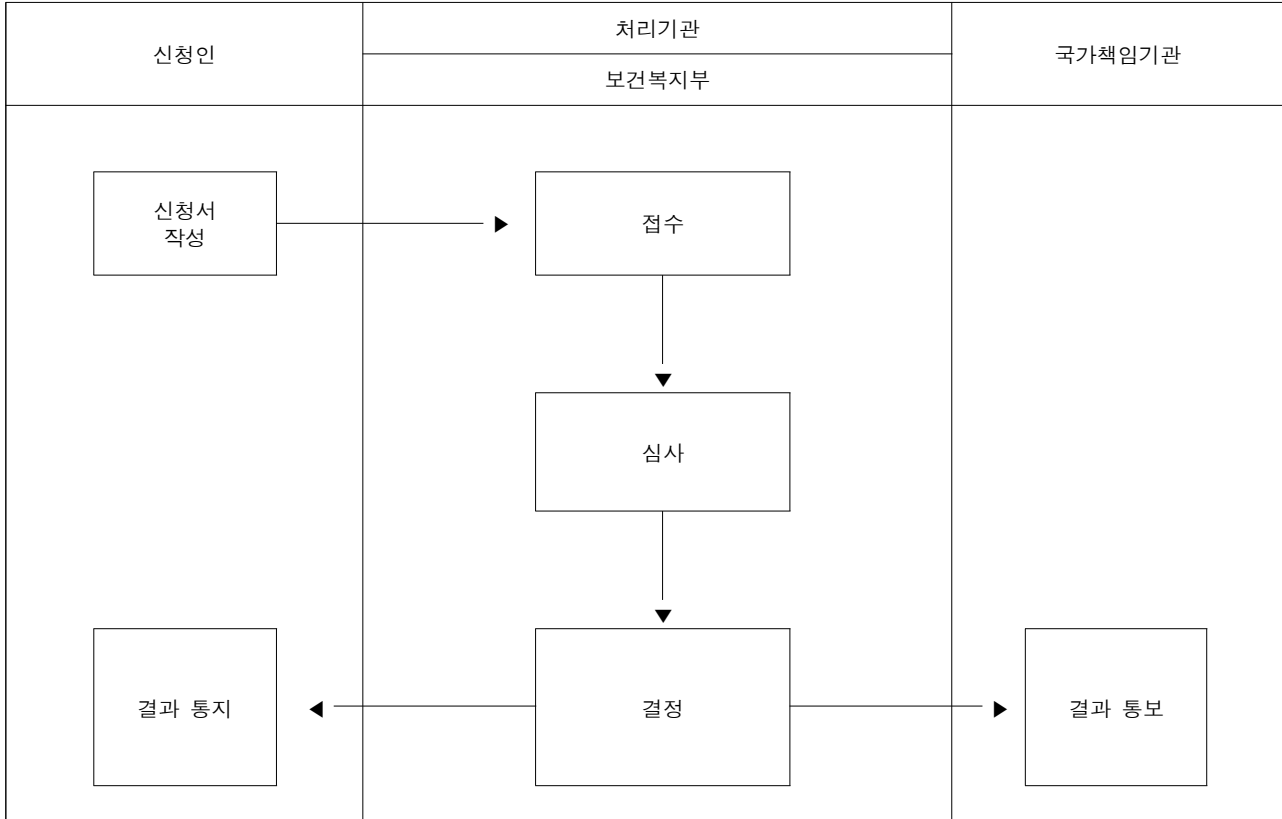 신청인
처리기관
보건복지부
국가책임기관
신청서
작성
접수
심사
결과 통지
결정
결과 통보